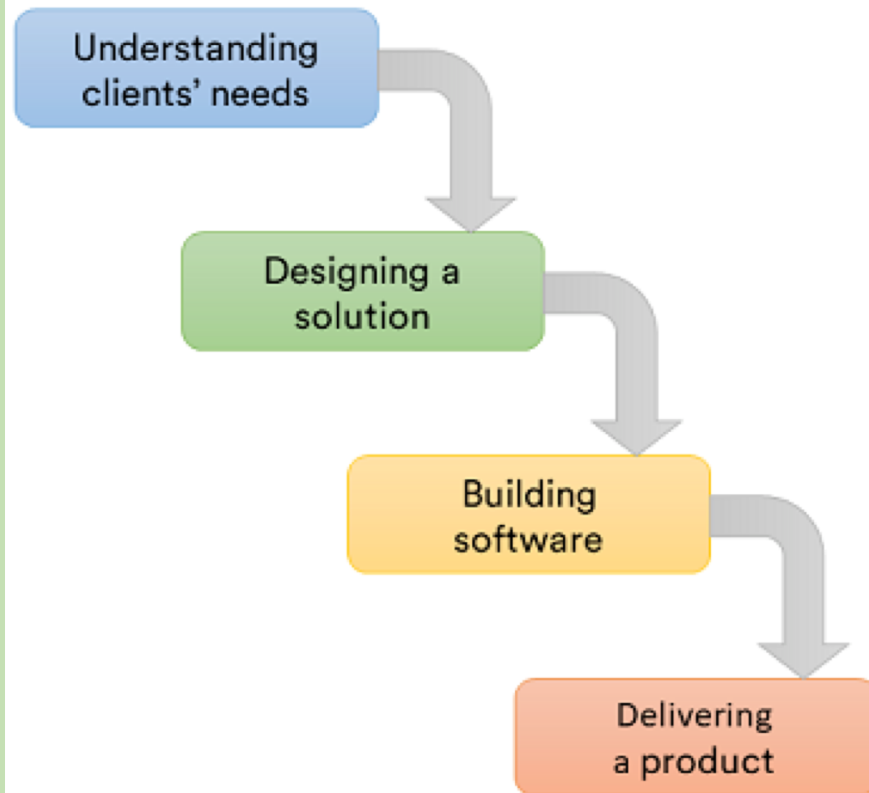 Understanding
clients’ needs
Designing a
solution
Building
software
Delivering
a product